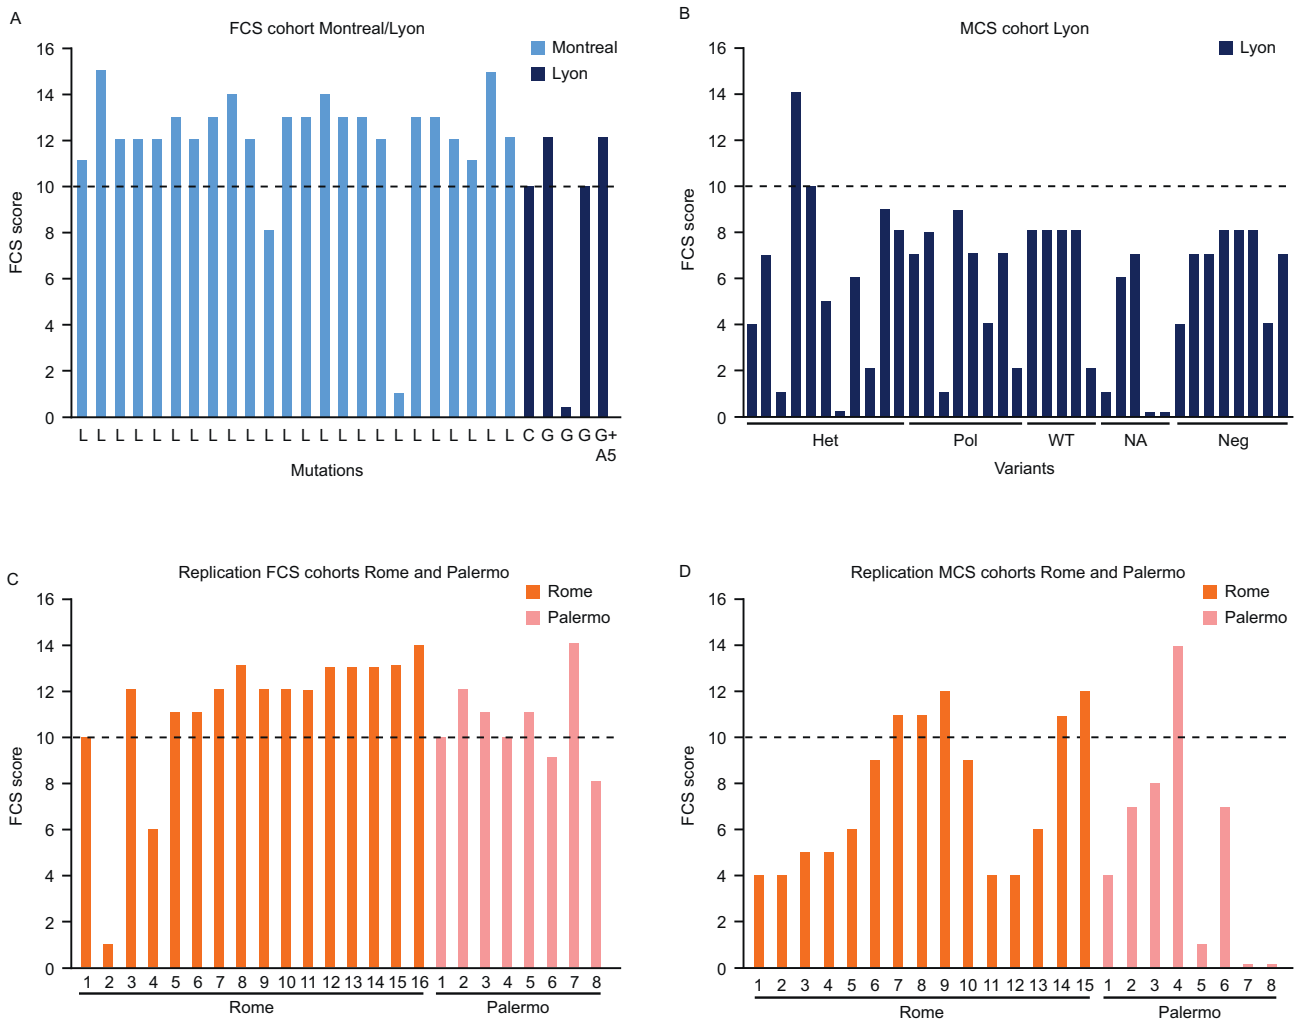 A
FCS cohort Montreal/Lyon
Montreal
Lyon
FCS score
16
14
12
10
8
6
4
2
0
L L L L L L L L L L L L L L L L L L L L L L L L C G G G G+
A5
Mutations
B
MCS cohort Lyon
Lyon
FCS score
16
14
12
10
8
6
4
2
0
Het Pol WT NA Neg
Variants
C
Replication FCS cohorts Rome and Palermo
Rome
Palermo
FCS score
16
14
12
10
8
6
4
2
0
1 2 3 4 5 6 7 8 9 10 11 12 13 14 15 16 1 2 3 4 5 6 7 8
Rome Palermo
D
Replication MCS cohorts Rome and Palermo
Rome
Palermo
FCS score
16
14
12
10
8
6
4
2
0
1 2 3 4 5 6 7 8 9 10 11 12 13 14 15 1 2 3 4 5 6 7 8
Rome Palermo